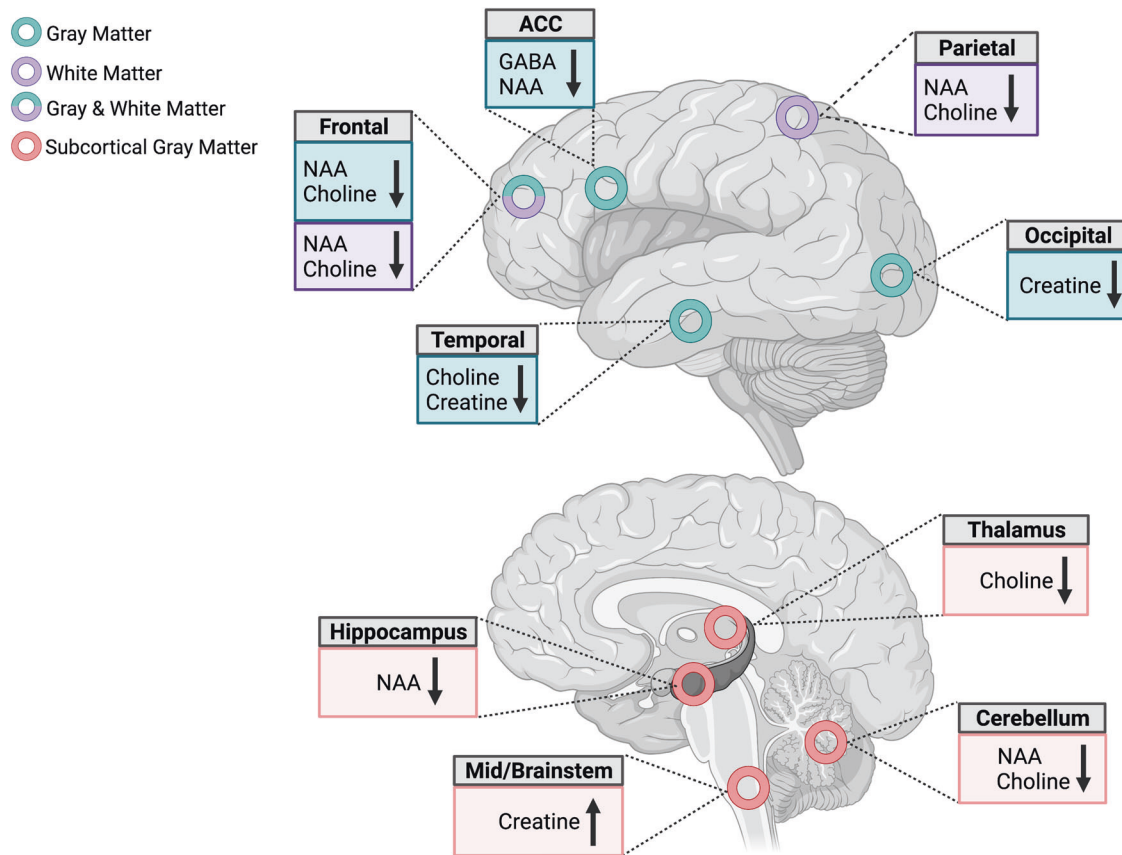 Gray Matter
White Matter
Gray & White Matter
Subcortical Gray Matter
ACC
GABA
NAA
Parietal
NAA
Choline
Frontal
NAA
Choline
NAA
Choline
Occipital
Creatine
Temporal
Choline
Creatine
Thalamus
Choline
Hippocampus
NAA
Cerebellum
NAA
Choline
Mid/Brainstem
Creatine